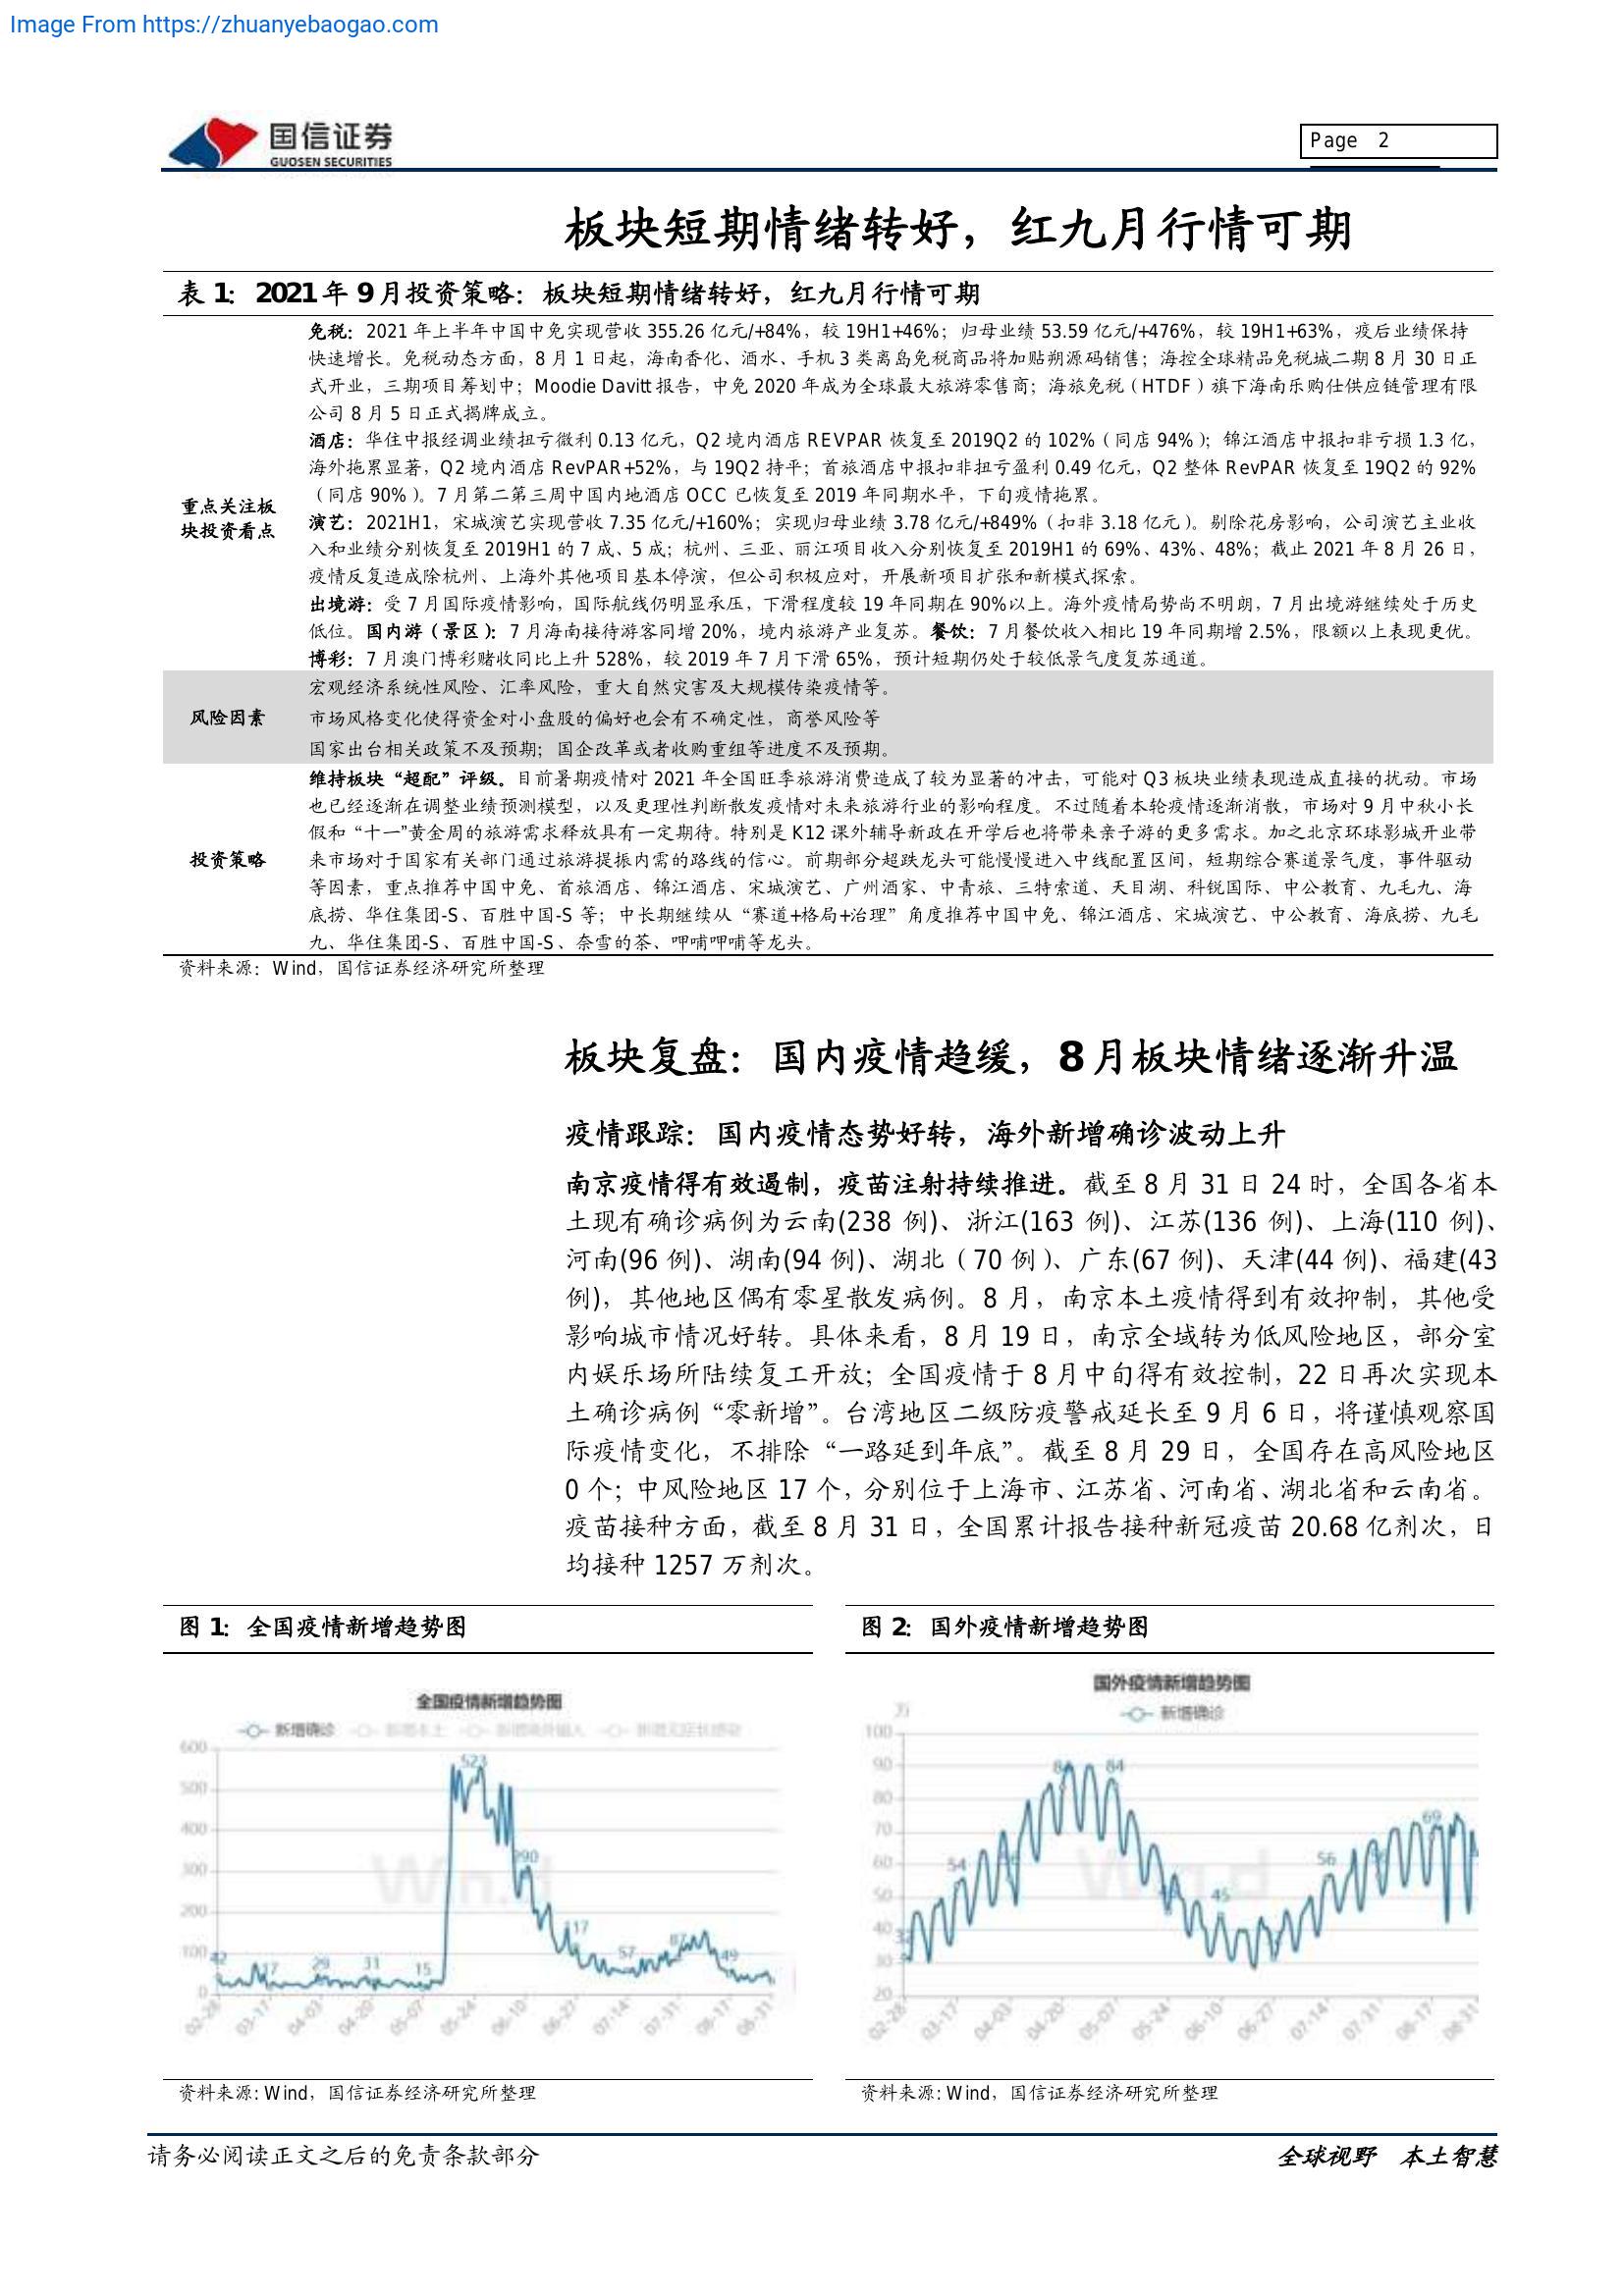 Image From https://zhuanyebaogao.com
国信证券
GUOSEN SECURITIES
Page 2
板块短期情绪转好，红九月行情可期
表 1：2021 年 9 月投资策略：板块短期情绪转好，红九月行情可期
重点关注板
块投资看点
免税：2021 年上半年中国中免实现营收 355.26 亿元/+84%，较 19H1+46%；归母业绩 53.59 亿元/+476%，较 19H1+63%，疫后业绩保持
快速增长。免税动态方面，8 月 1 日起，海南香化、酒水、手机 3 类离岛免税商品将加贴朔源码销售；海控全球精品免税城二期 8 月 30 日正
式开业，三期项目筹划中；Moodie Davitt 报告，中免 2020 年成为全球最大旅游零售商；海旅免税（HTDF）旗下海南乐购仕供应链管理有限
公司 8 月 5 日正式揭牌成立。
酒店：华住中报经调业绩扭亏微利 0.13 亿元，Q2 境内酒店 REVPAR 恢复至 2019Q2 的 102%（同店 94%）；锦江酒店中报扣非亏损 1.3 亿，
海外拖累显著，Q2 境内酒店 RevPAR+52%，与 19Q2 持平；首旅酒店中报扣非扭亏盈利 0.49 亿元，Q2 整体 RevPAR 恢复至 19Q2 的 92%
（同店 90%）。7 月第二第三周中国内地酒店 OCC 已恢复至 2019 年同期水平，下旬疫情拖累。
演艺：2021H1，宋城演艺实现营收 7.35 亿元/+160%；实现归母业绩 3.78 亿元/+849%（扣非 3.18 亿元）。剔除花房影响，公司演艺主业收
入和业绩分别恢复至 2019H1 的 7 成、5 成；杭州、三亚、丽江项目收入分别恢复至 2019H1 的 69%、43%、48%；截止 2021 年 8 月 26 日，
疫情反复造成除杭州、上海外其他项目基本停演，但公司积极应对，开展新项目扩张和新模式探索。
出境游：受 7 月国际疫情影响，国际航线仍明显承压，下滑程度较 19 年同期在 90%以上。海外疫情局势尚不明朗，7 月出境游继续处于历史
低位。国内游（景区）：7 月海南接待游客同增 20%，境内旅游产业复苏。餐饮：7 月餐饮收入相比 19 年同期增 2.5%，限额以上表现更优。
博彩：7 月澳门博彩赌收同比上升 528%，较 2019 年 7 月下滑 65%，预计短期仍处于较低景气度复苏通道。
风险因素
宏观经济系统性风险、汇率风险，重大自然灾害及大规模传染疫情等。
市场风格变化使得资金对小盘股的偏好也会有不确定性，商誉风险等
国家出台相关政策不及预期；国企改革或者收购重组等进度不及预期。
投资策略
维持板块“超配”评级。目前暑期疫情对 2021 年全国旺季旅游消费造成了较为显著的冲击，可能对 Q3 板块业绩表现造成直接的扰动。市场
也已经逐渐在调整业绩预测模型，以及更理性判断散发疫情对未来旅游行业的影响程度。不过随着本轮疫情逐渐消散，市场对 9 月中秋小长
假和“十一”黄金周的旅游需求释放具有一定期待。特别是 K12 课外辅导新政在开学后也将带来亲子游的更多需求。加之北京环球影城开业带
来市场对于国家有关部门通过旅游提振内需的路线的信心。前期部分超跌龙头可能慢慢进入中线配置区间，短期综合赛道景气度，事件驱动
等因素，重点推荐中国中免、首旅酒店、锦江酒店、宋城演艺、广州酒家、中青旅、三特索道、天目湖、科锐国际、中公教育、九毛九、海
底捞、华住集团-S、百胜中国-S 等；中长期继续从“赛道+格局+治理”角度推荐中国中免、锦江酒店、宋城演艺、中公教育、海底捞、九毛
九、华住集团-S、百胜中国-S、奈雪的茶、呷哺呷哺等龙头。
资料来源：Wind，国信证券经济研究所整理
板块复盘：国内疫情趋缓，8 月板块情绪逐渐升温
疫情跟踪：国内疫情态势好转，海外新增确诊波动上升
南京疫情得有效遏制，疫苗注射持续推进。截至 8 月 31 日 24 时，全国各省本
土现有确诊病例为云南(238 例)、浙江(163 例)、江苏(136 例)、上海(110 例)、
河南(96 例)、湖南(94 例)、湖北（70 例）、广东(67 例)、天津(44 例)、福建(43
例)，其他地区偶有零星散发病例。8 月，南京本土疫情得到有效抑制，其他受
影响城市情况好转。具体来看，8 月 19 日，南京全域转为低风险地区，部分室
内娱乐场所陆续复工开放；全国疫情于 8 月中旬得有效控制，22 日再次实现本
土确诊病例“零新增”。台湾地区二级防疫警戒延长至 9 月 6 日，将谨慎观察国
际疫情变化，不排除“一路延到年底”。截至 8 月 29 日，全国存在高风险地区
0 个；中风险地区 17 个，分别位于上海市、江苏省、河南省、湖北省和云南省。
疫苗接种方面，截至 8 月 31 日，全国累计报告接种新冠疫苗 20.68 亿剂次，日
均接种 1257 万剂次。
图 1：全国疫情新增趋势图
全国疫情新增趋势图
新增确诊 新增本土 新增境外输入 新增无症状感染
600
500
400
300
200
100
0
42
17
29
31
15
523
290
117
57
87
49
02-28
03-17
04-03
04-20
05-07
05-24
06-10
06-27
07-14
07-31
08-17
08-31
资料来源: Wind，国信证券经济研究所整理
图 2：国外疫情新增趋势图
国外疫情新增趋势图
万
新增确诊
100
90
80
70
60
50
40
30
20
54
84
45
56
69
02-28
03-17
04-03
04-20
05-07
05-24
06-10
06-27
07-14
07-31
08-17
08-31
资料来源: Wind，国信证券经济研究所整理
请务必阅读正文之后的免责条款部分
全球视野 本土智慧